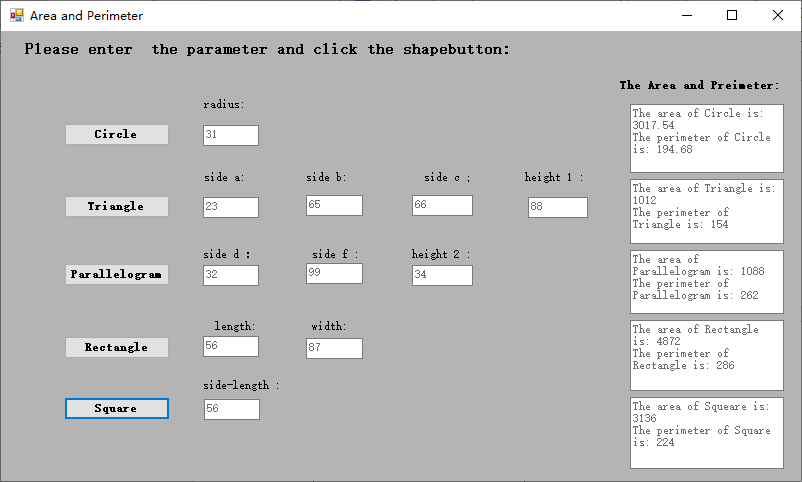 Area and Perimeter
Please enter  the parameter and click the shapebutton:
The Area and Preimeter:
radius:
Circle
31
The area of Circle is:
3017.54
The perimeter of Circle
is: 194.68
side a:
side b:
side c ;
height 1 :
Triangle
23
65
66
88
The area of Triangle is:
1012
The perimeter of
Triangle is: 154
side d :
side f :
height 2 :
Parallelogram
32
99
34
The area of
Parallelogram is: 1088
The perimeter of
Parallelogram is: 262
length:
width:
Rectangle
56
87
The area of Rectangle
is: 4872
The perimeter of
Rectangle is: 286
side-length :
Square
56
The area of Squeare is:
3136
The perimeter of Square
is: 224